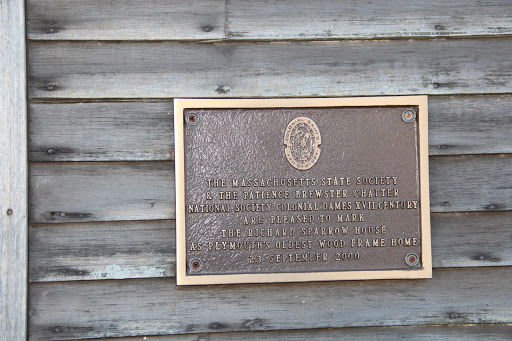 THE MASSACHUSETTS STATE SOCIETY
& THE PATIENCE BREWSTER CHAPTER
NATIONAL SOCIETY COLONIAL DAMES XVII CENTURY
ARE PLEASED TO MARK
THE RICHARD SPARROW HOUSE
AS PLYMOUTH'S OLDEST WOOD FRAME HOME
23 SEPTEMBER 2000